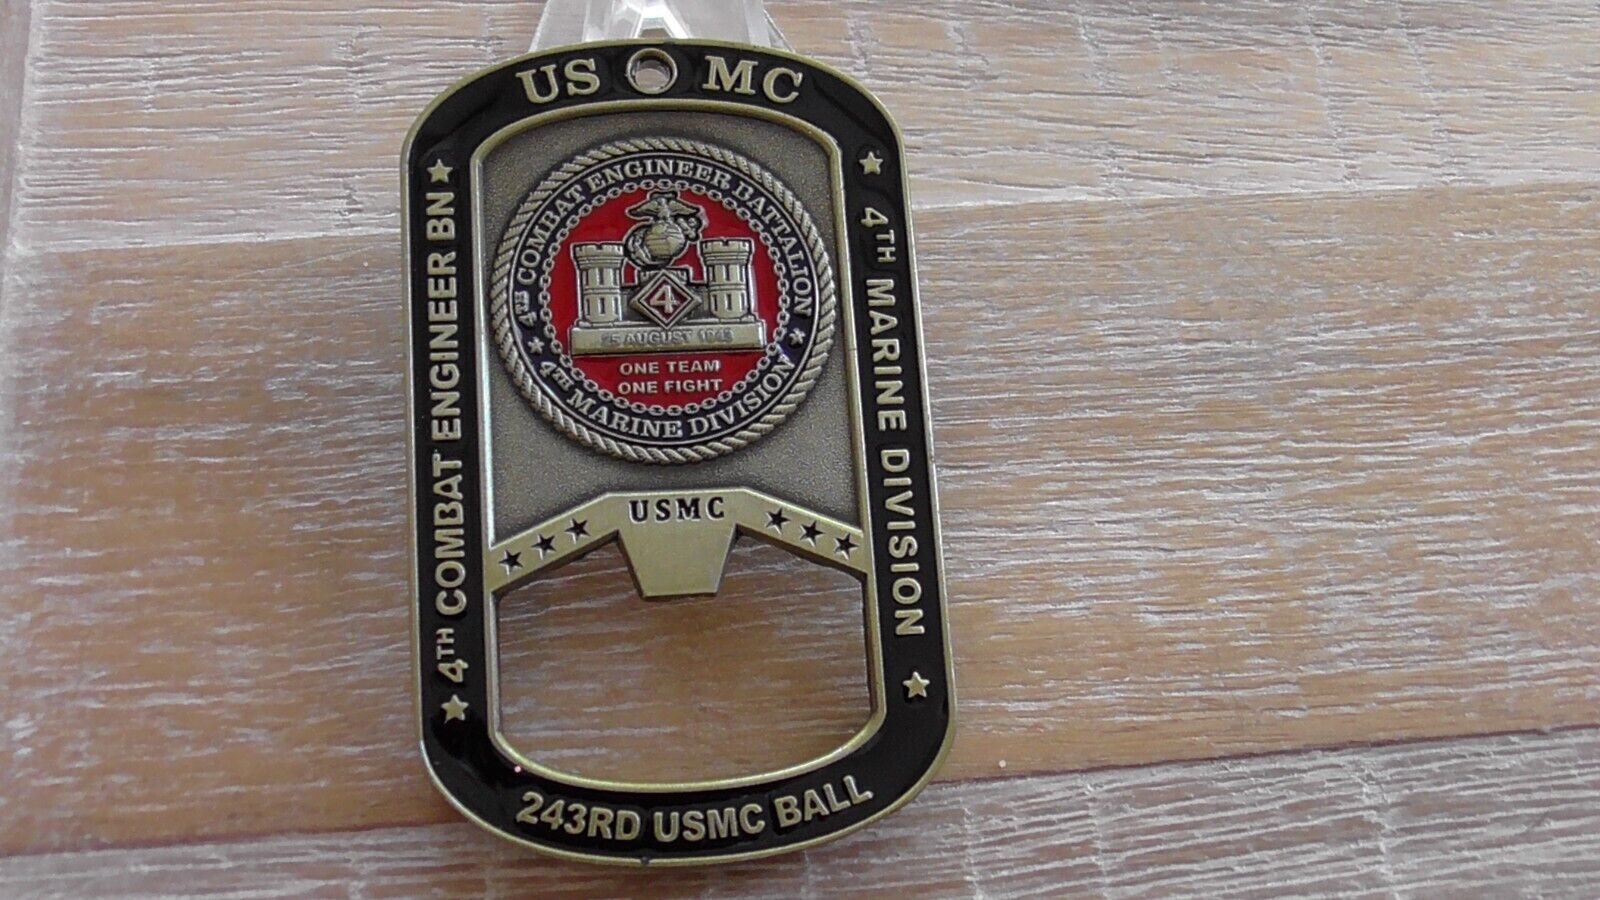 US MC
4TH COMBAT ENGINEER BN
4TH MARINE DIVISION
4TH COMBAT ENGINEER BATTALION
4
AUGUST
ONE TEAM
ONE FIGHT
4TH MARINE DIVISION
USMC
243RD USMC BALL